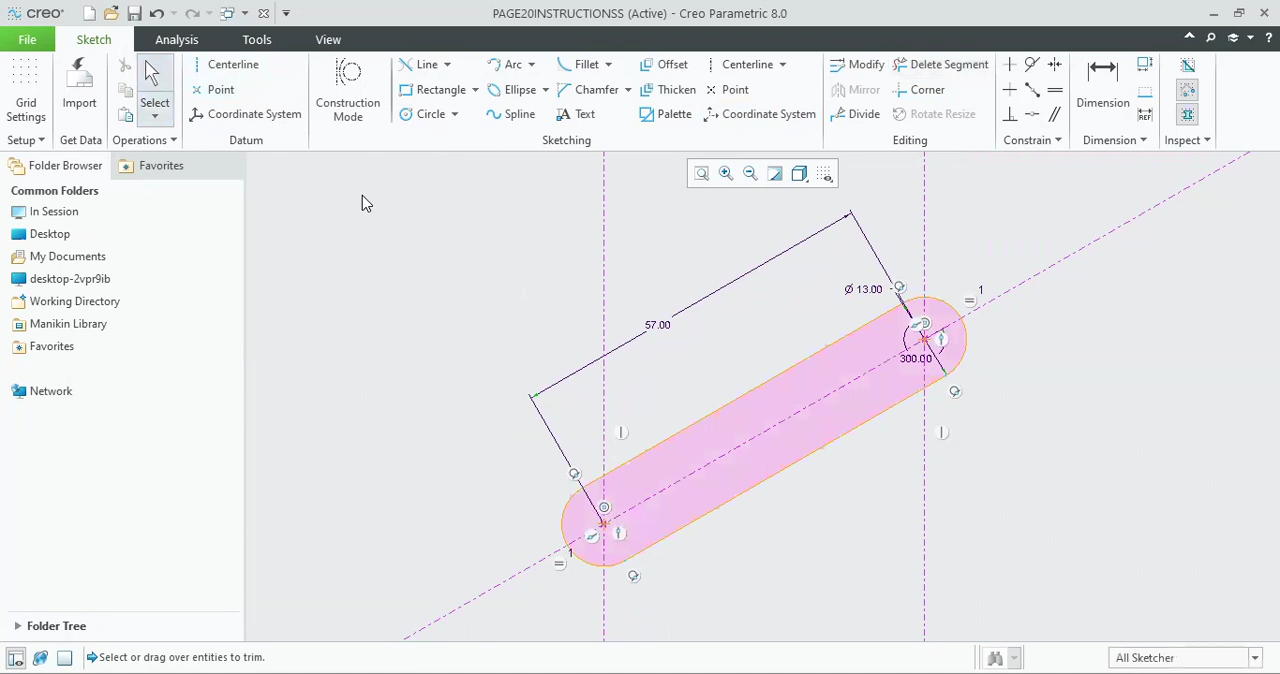 creo
PAGE20INSTRUCTIONSS (Active) - Creo Parametric 8.0
File
Sketch
Analysis
Tools
View
Grid Settings
Setup
Import
Get Data
Select
Operations
Centerline
Point
Coordinate System
Datum
Construction Mode
Line
Arc
Fillet
Offset
Centerline
Rectangle
Ellipse
Chamfer
Thicken
Point
Circle
Spline
Text
Palette
Coordinate System
Sketching
Modify
Delete Segment
Mirror
Corner
Divide
Rotate Resize
Editing
Constrain
Dimension
REF
Dimension
Inspect
Folder Browser
Favorites
Common Folders
In Session
Desktop
My Documents
desktop-2vpr9ib
Working Directory
Manikin Library
Favorites
Network
Folder Tree
57.00
Ø 13.00
1
300.00
1
Select or drag over entities to trim.
All Sketcher